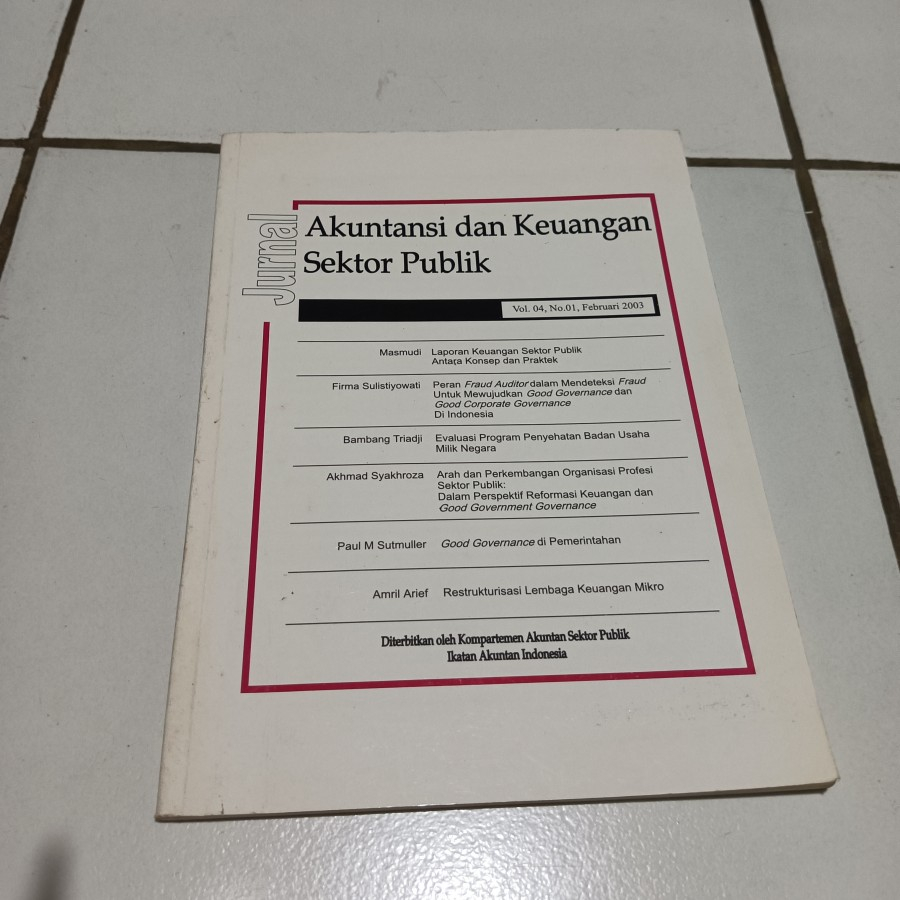 Jurnal
Akuntansi dan Keuangan
Sektor Publik
Vol. 04, No.01, Februari 2003
Masmudi Laporan Keuangan Sektor Publik
Antara Konsep dan Praktek
Firma Sulistiyowati Peran Fraud Auditor dalam Mendeteksi Fraud
Untuk Mewujudkan Good Governance dan
Good Corporate Governance
Di Indonesia
Bambang Triadji Evaluasi Program Penyehatan Badan Usaha
Milik Negara
Akhmad Syakhroza Arah dan Perkembangan Organisasi Profesi
Sektor Publik:
Dalam Perspektif Reformasi Keuangan dan
Good Government Governance
Paul M Sutmuller Good Governance di Pemerintahan
Amril Arief Restrukturisasi Lembaga Keuangan Mikro
Diterbitkan oleh Kompartemen Akuntan Sektor Publik
Ikatan Akuntan Indonesia